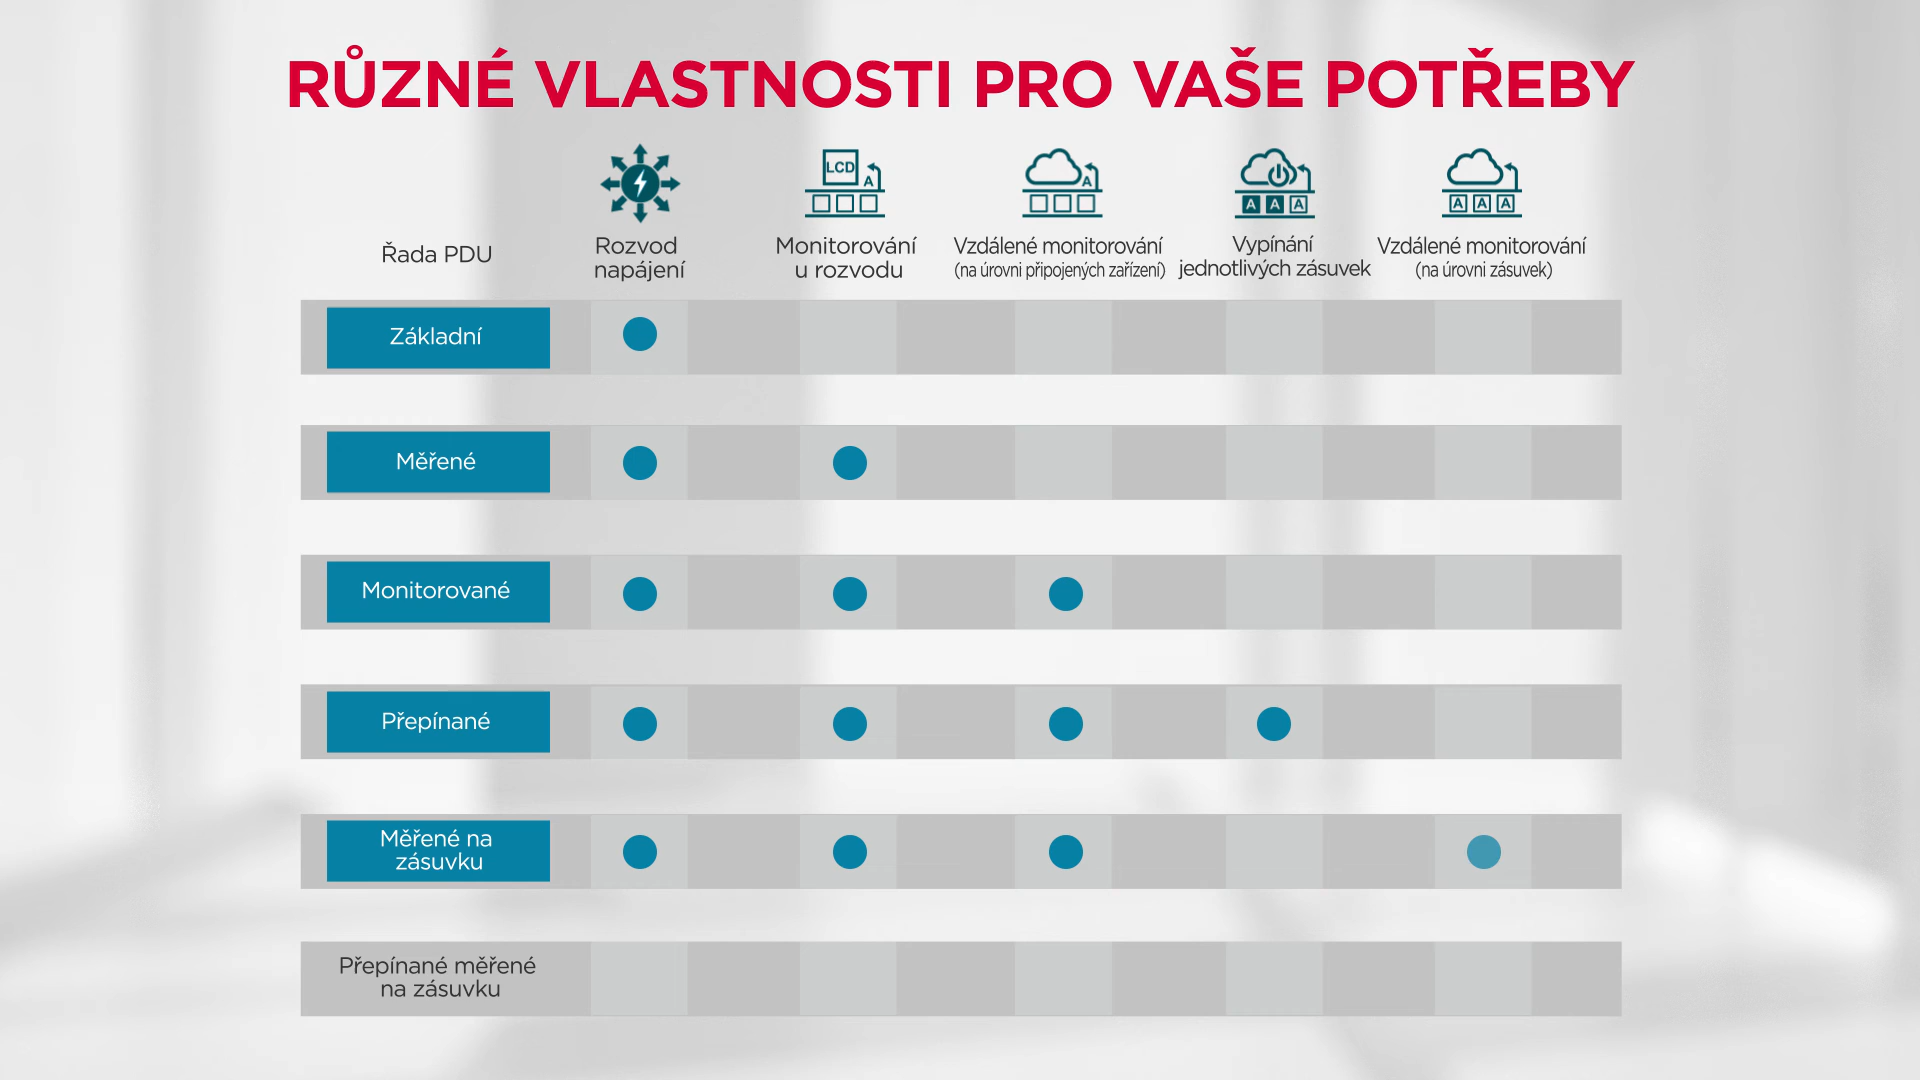 RŮZNÉ VLASTNOSTI PRO VAŠE POTŘEBY
LCD A
A
A A A
A A A
Řada PDU
Rozvod
napájení
Monitorování
u rozvodu
Vzdálené monitorování
(na úrovni připojených zařízení)
Vypínání
jednotlivých zásuvek
Vzdálené monitorování
(na úrovni zásuvek)
Základní
Měřené
Monitorované
Přepínané
Měřené na
zásuvku
Přepínané měřené
na zásuvku